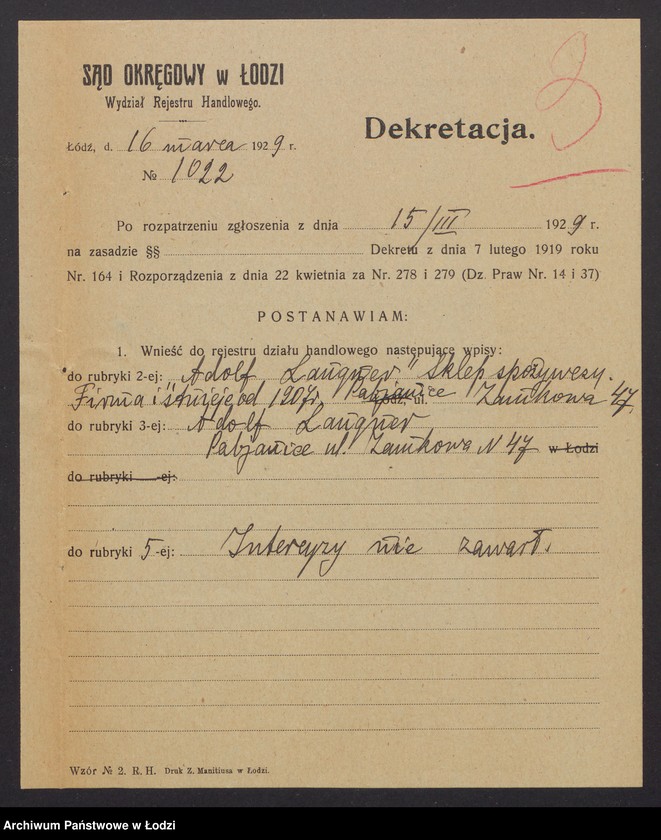 SĄD OKRĘGOWY w ŁODZI
Wydział Rejestru Handlowego.
Łódź, d. 16 marca 1929 r.
№ 1022
Dekretacja.
3
Po rozpatrzeniu zgłoszenia z dnia 15/III 1929 r.
na zasadzie §§ Dekretu z dnia 7 lutego 1919 roku
Nr. 164 i Rozporządzenia z dnia 22 kwietnia za Nr. 278 i 279 (Dz. Praw Nr. 14 i 37)
POSTANAWIAM:
1. Wnieść do rejestru działu handlowego następujące wpisy:
do rubryki 2-ej: „Adolf Laugner" Sklep spożywczy.
Firma istnieje od 1907 r. Pabjanice Zamkowa 47
do rubryki 3-ej: Adolf Laugner
Pabjanice ul. Zamkowa N 47 w Łodzi
do rubryki -ej:
do rubryki 5-ej: Intercyzy nie zawarł.
Wzór № 2. R. H. Druk Z. Manitiusa w Łodzi.
Archiwum Państwowe w Łodzi